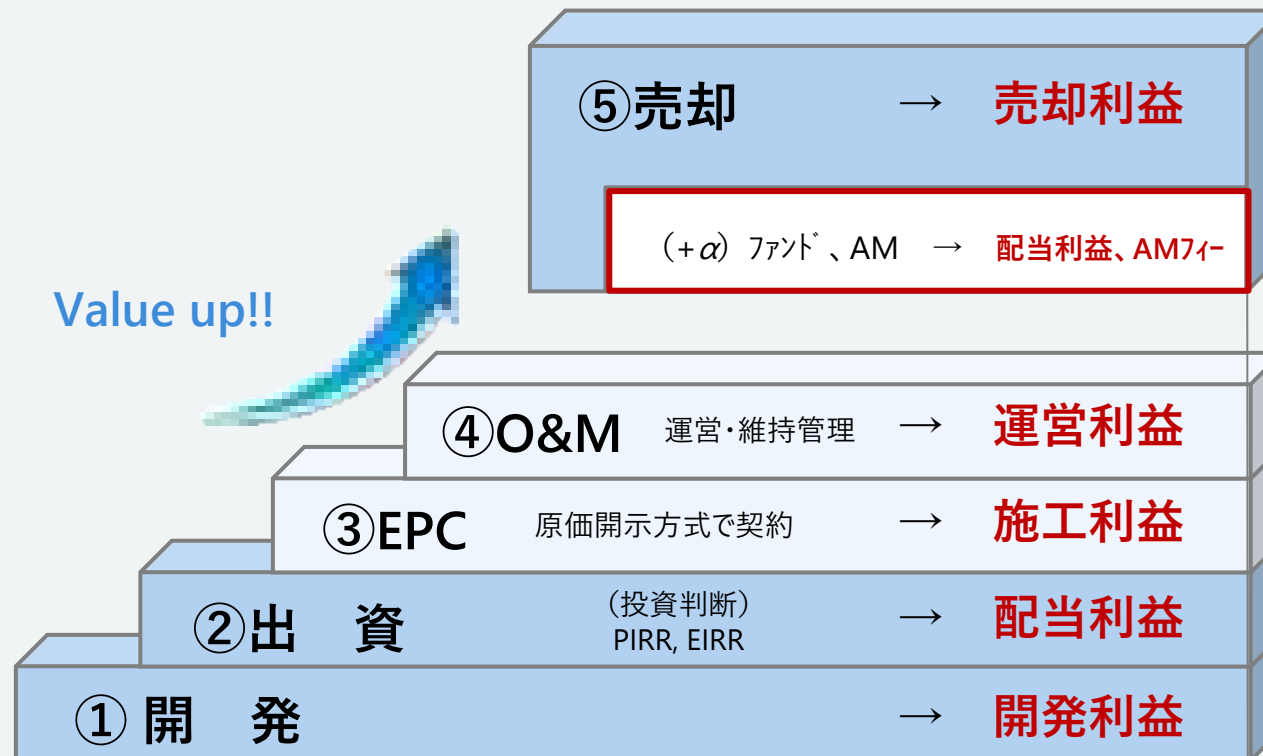 ⑤売却 → 売却利益
(+α) ﾌｧﾝﾄﾞ、AM → 配当利益、AMﾌｨｰ
Value up!!
④O&M 運営・維持管理 → 運営利益
③EPC 原価開示方式で契約 → 施工利益
②出　資 (投資判断) → 配当利益
PIRR, EIRR
①開　発 → 開発利益